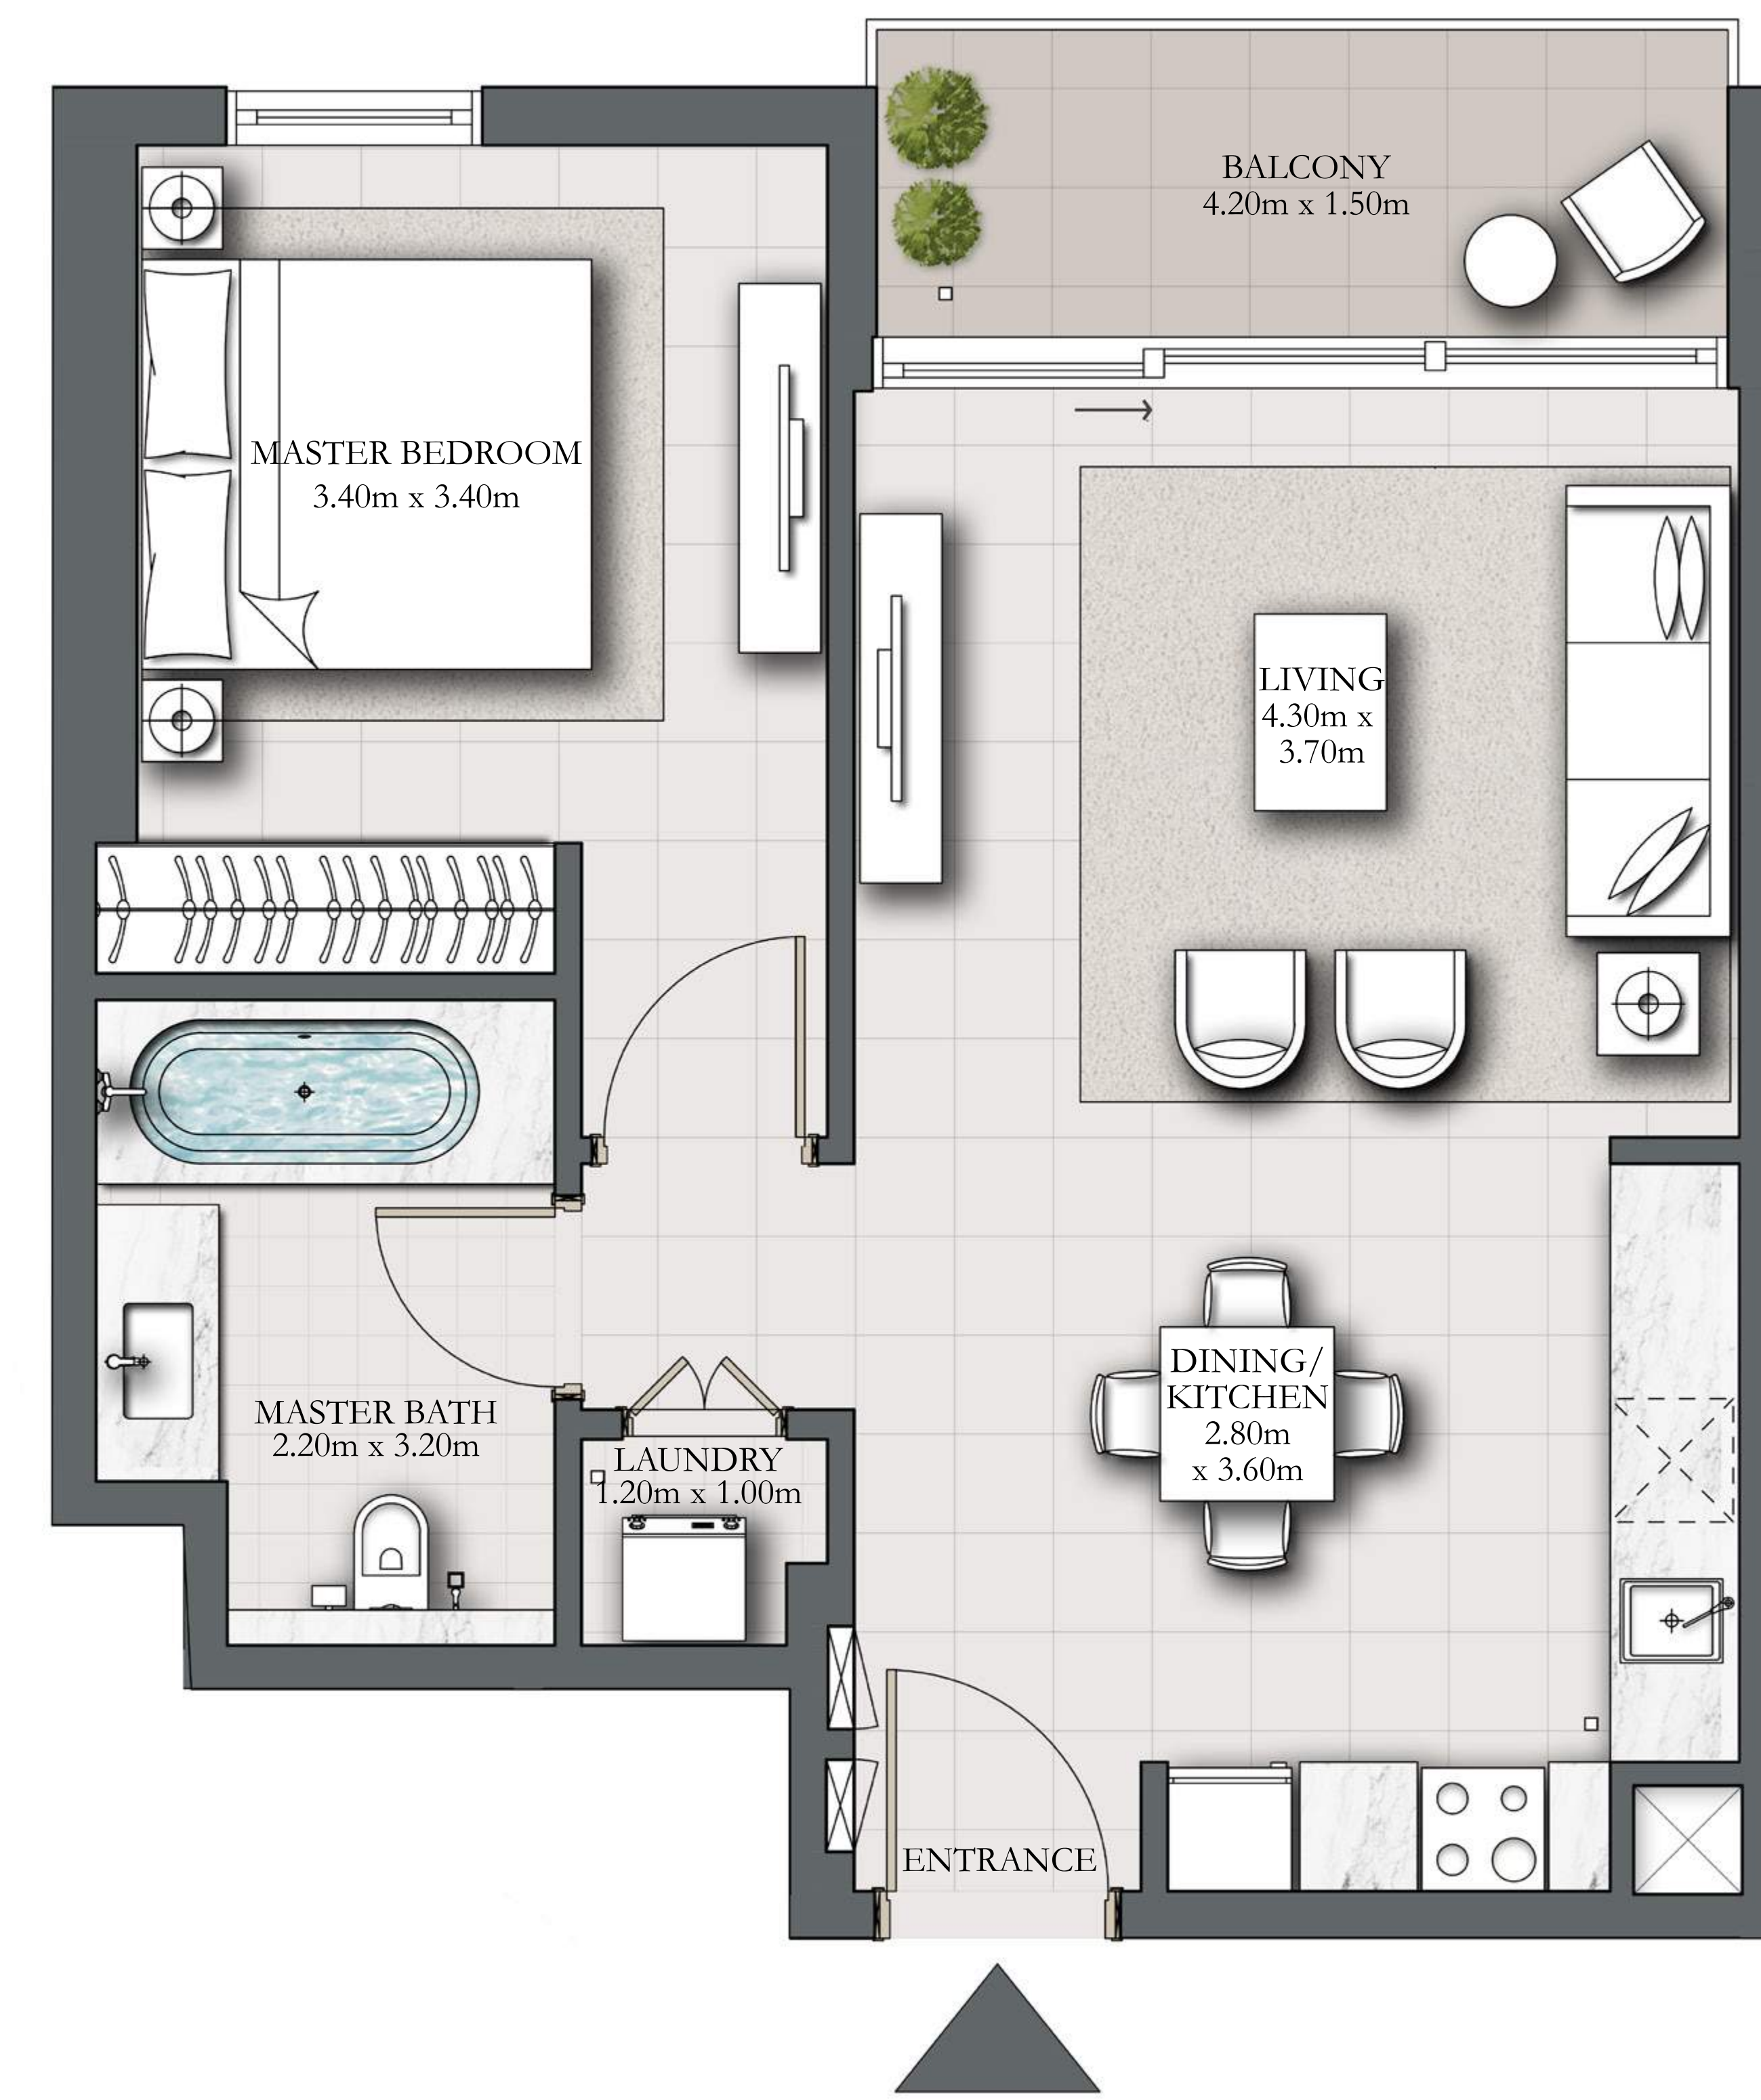 BALCONY
4.20m x 1.50m
MASTER BEDROOM
3.40m x 3.40m
LIVING
4.30m x
3.70m
DINING/
KITCHEN
2.80m
x 3.60m
MASTER BATH
2.20m x 3.20m
LAUNDRY
1.20m x 1.00m
ENTRANCE